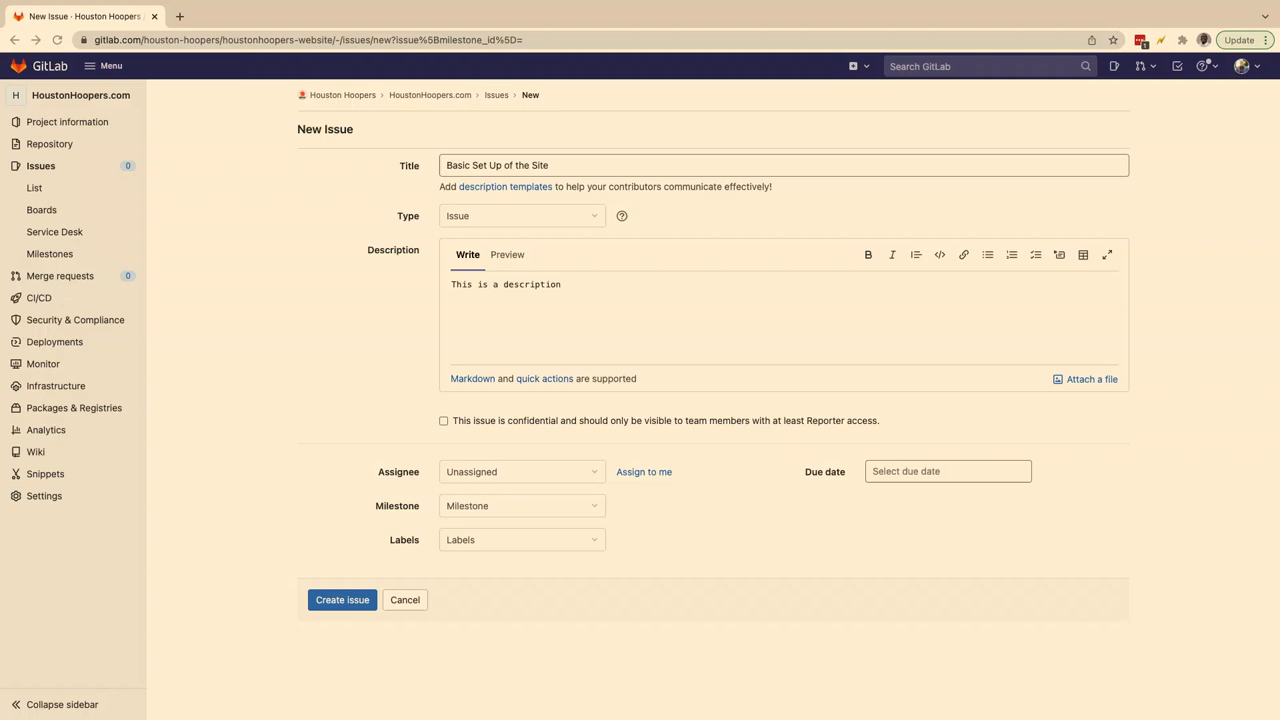 New Issue · Houston Hoopers /
gitlab.com/houston-hoopers/houstonhoopers-website/-/issues/new?issue%5Bmilestone_id%5D=
1
Update
GitLab
Menu
Search GitLab
H HoustonHoopers.com
Project information
Repository
Issues 0
List
Boards
Service Desk
Milestones
Merge requests 0
CI/CD
Security & Compliance
Deployments
Monitor
Infrastructure
Packages & Registries
Analytics
Wiki
Snippets
Settings
Collapse sidebar
Houston Hoopers › HoustonHoopers.com › Issues › New
New Issue
Title Basic Set Up of the Site
Add description templates to help your contributors communicate effectively!
Type Issue
Description Write Preview
This is a description
Markdown and quick actions are supported Attach a file
This issue is confidential and should only be visible to team members with at least Reporter access.
Assignee Unassigned Assign to me Due date Select due date
Milestone Milestone
Labels Labels
Create issue Cancel